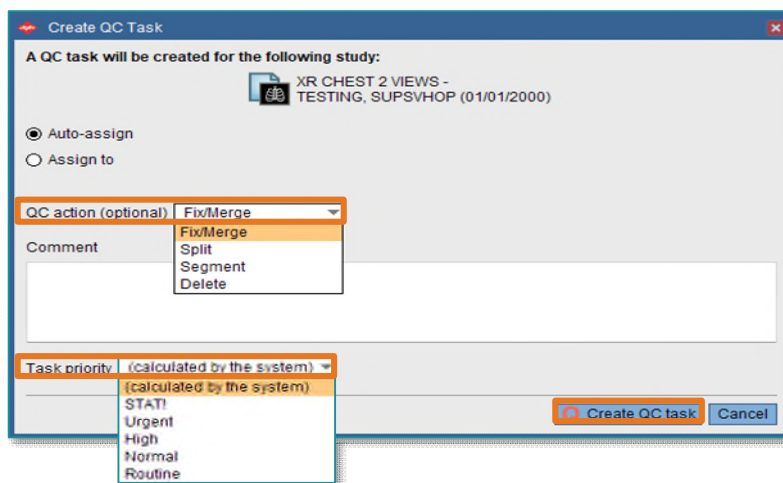 Create QC Task
A QC task will be created for the following study:
XR CHEST 2 VIEWS -
TESTING, SUPSVHOP (01/01/2000)
Auto-assign
Assign to
QC action (optional) Fix/Merge
Fix/Merge
Split
Segment
Delete
Comment
Task priority (calculated by the system)
(calculated by the system)
STAT!
Urgent
High
Normal
Routine
Create QC task Cancel